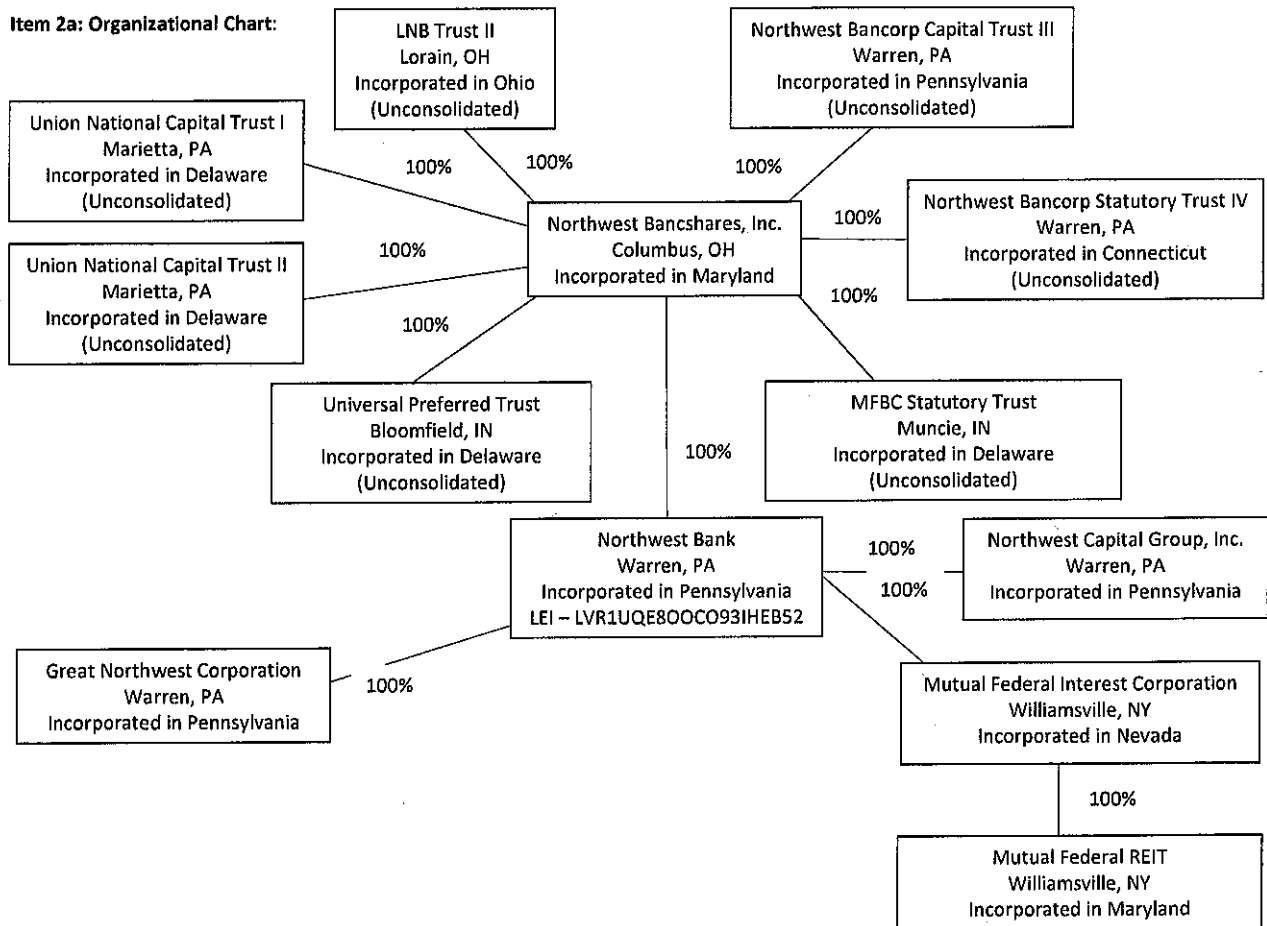 Item 2a: Organizational Chart:
LNB Trust II
Lorain, OH
Incorporated in Ohio
(Unconsolidated)
Northwest Bancorp Capital Trust III
Warren, PA
Incorporated in Pennsylvania
(Unconsolidated)
Union National Capital Trust I
Marietta, PA
Incorporated in Delaware
(Unconsolidated)
100%
100%
100%
Northwest Bancshares, Inc.
Columbus, OH
Incorporated in Maryland
100%
Northwest Bancorp Statutory Trust IV
Warren, PA
Incorporated in Connecticut
(Unconsolidated)
Union National Capital Trust II
Marietta, PA
Incorporated in Delaware
(Unconsolidated)
100%
100%
100%
Universal Preferred Trust
Bloomfield, IN
Incorporated in Delaware
(Unconsolidated)
100%
MFBC Statutory Trust
Muncie, IN
Incorporated in Delaware
(Unconsolidated)
Northwest Bank
Warren, PA
Incorporated in Pennsylvania
LEI – LVR1UQE8OOCO93IHEB52
100%
100%
Northwest Capital Group, Inc.
Warren, PA
Incorporated in Pennsylvania
Great Northwest Corporation
Warren, PA
Incorporated in Pennsylvania
100%
Mutual Federal Interest Corporation
Williamsville, NY
Incorporated in Nevada
100%
Mutual Federal REIT
Williamsville, NY
Incorporated in Maryland